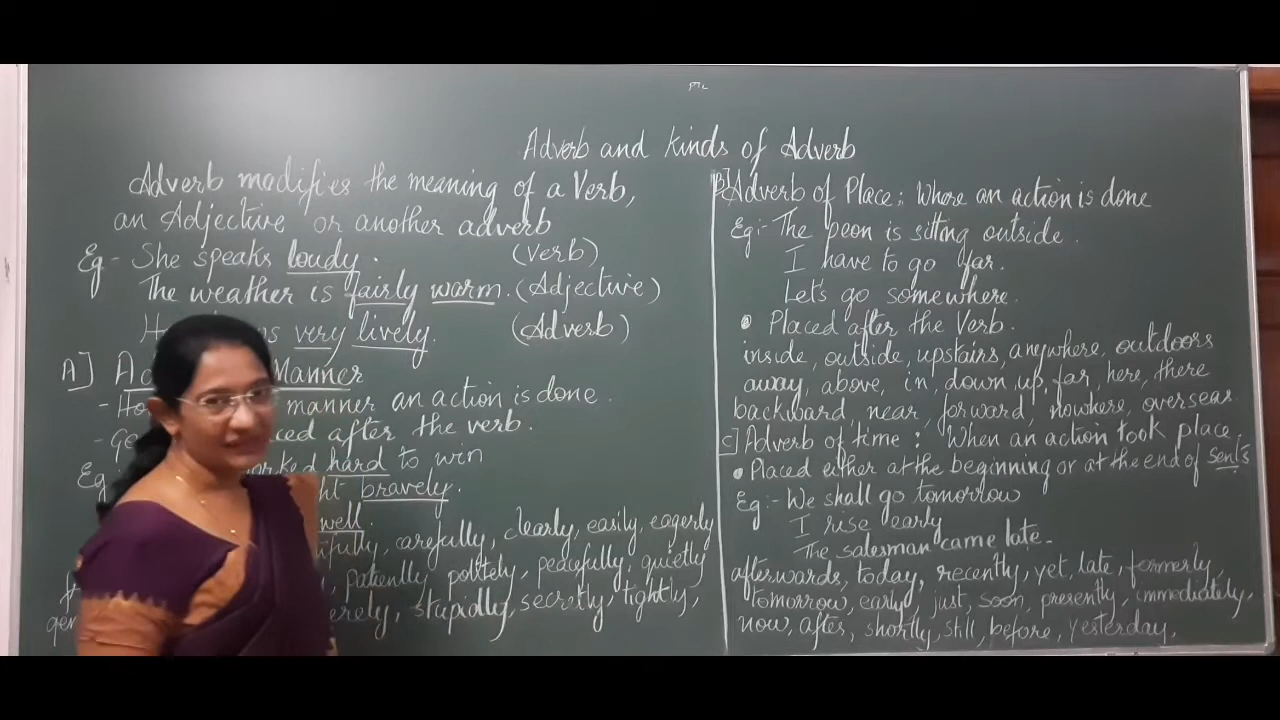 Adverb and kinds of Adverb
Adverb modifies the meaning of a Verb,
an Adjective or another adverb
Eg - She speaks loudy. (Verb)
The weather is fairly warm. (Adjective)
very lively. (Adverb)
A] Manner
manner an action is done.
after the verb.
Eg hard to win
bravely.
well.
carefully, clearly, easily, eagerly
patiently, politely, peacefully, quietly
stupidly, secretly, tightly,
B] Adverb of Place: Where an action is done
Eg:- The peon is sitting outside.
I have to go far.
Let's go somewhere.
• Placed after the Verb.
inside, outside, upstairs, anywhere, outdoors
away, above, in, down, up, far, here, there
backward, near, forward, nowhere, overseas.
C] Adverb of time: When an action took place.
• Placed either at the beginning or at the end of sent's
Eg:- We shall go tomorrow
I rise early
The salesman came late.
afterwards, today, recently, yet, late, formerly,
tomorrow, early, just, soon, presently, immediately,
now, after, shortly, still, before, yesterday,